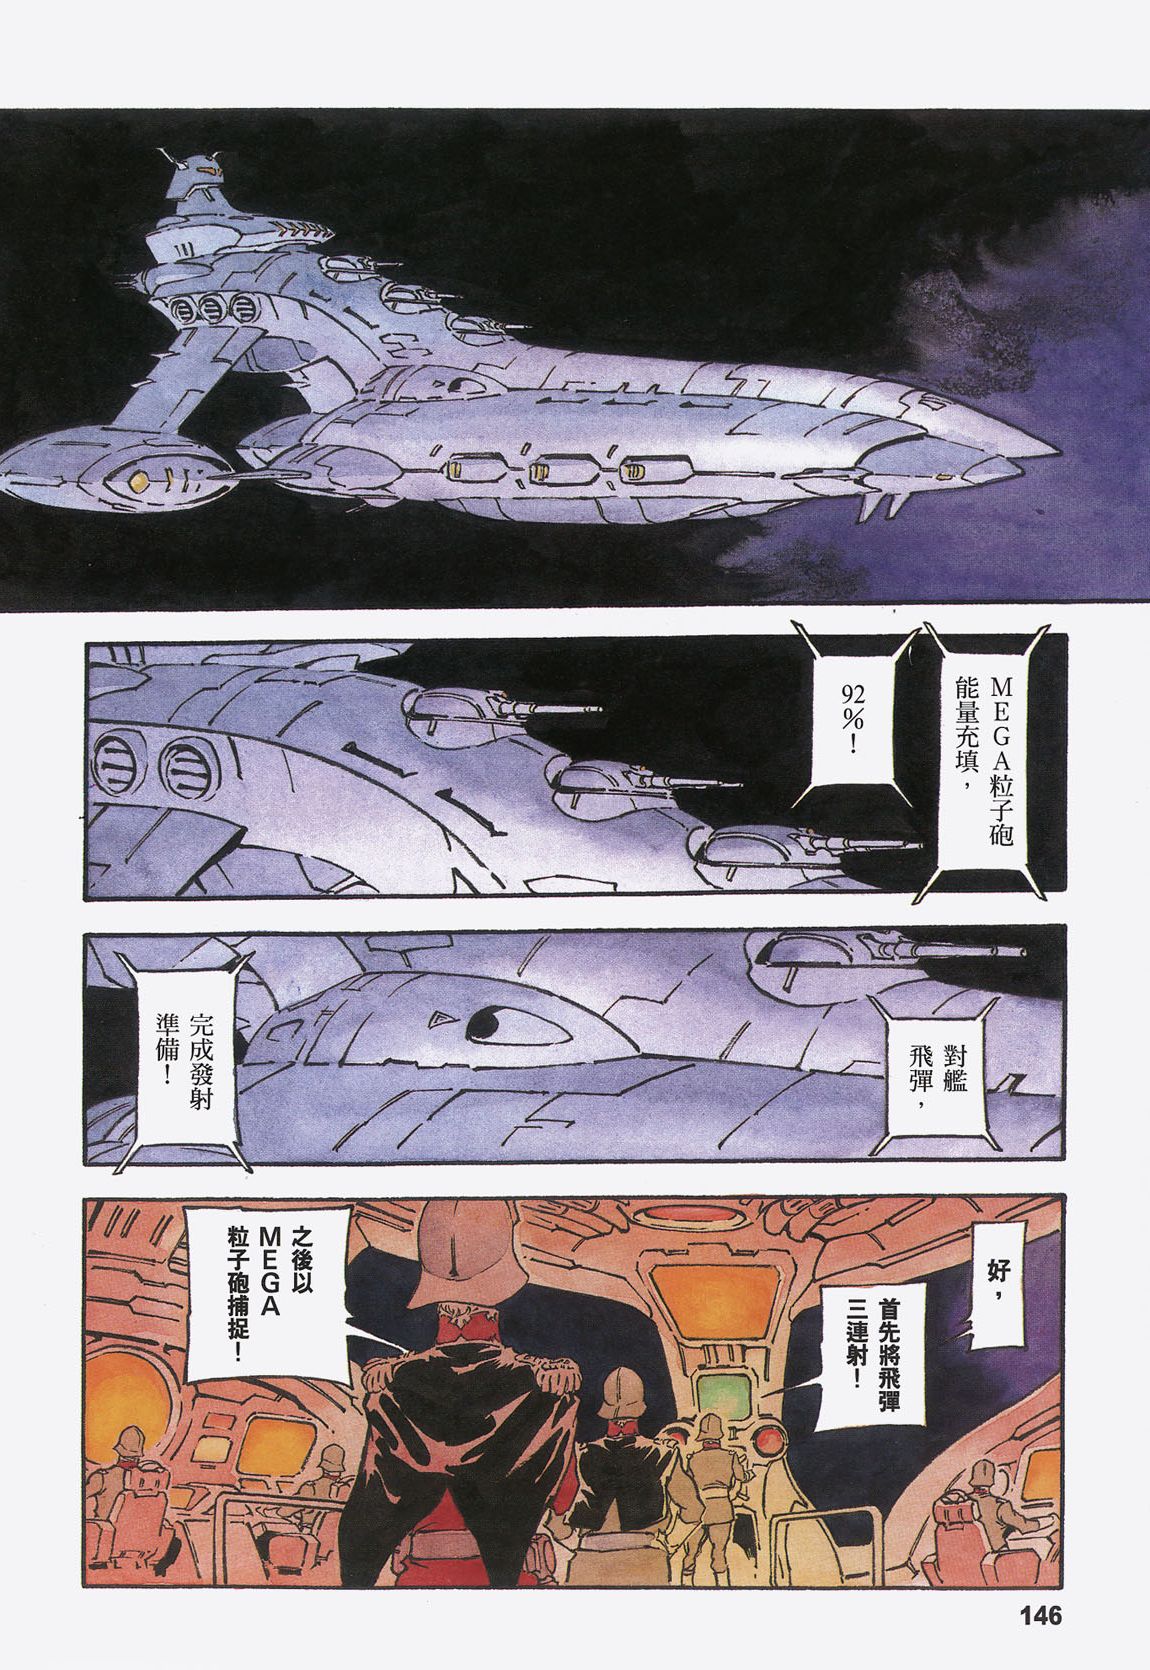 MEGA粒子砲
能量充填，
92%！
對艦
飛彈，
完成發射
準備！
好，
首先將飛彈
三連射！
之後以
MEGA
粒子砲捕捉！
146